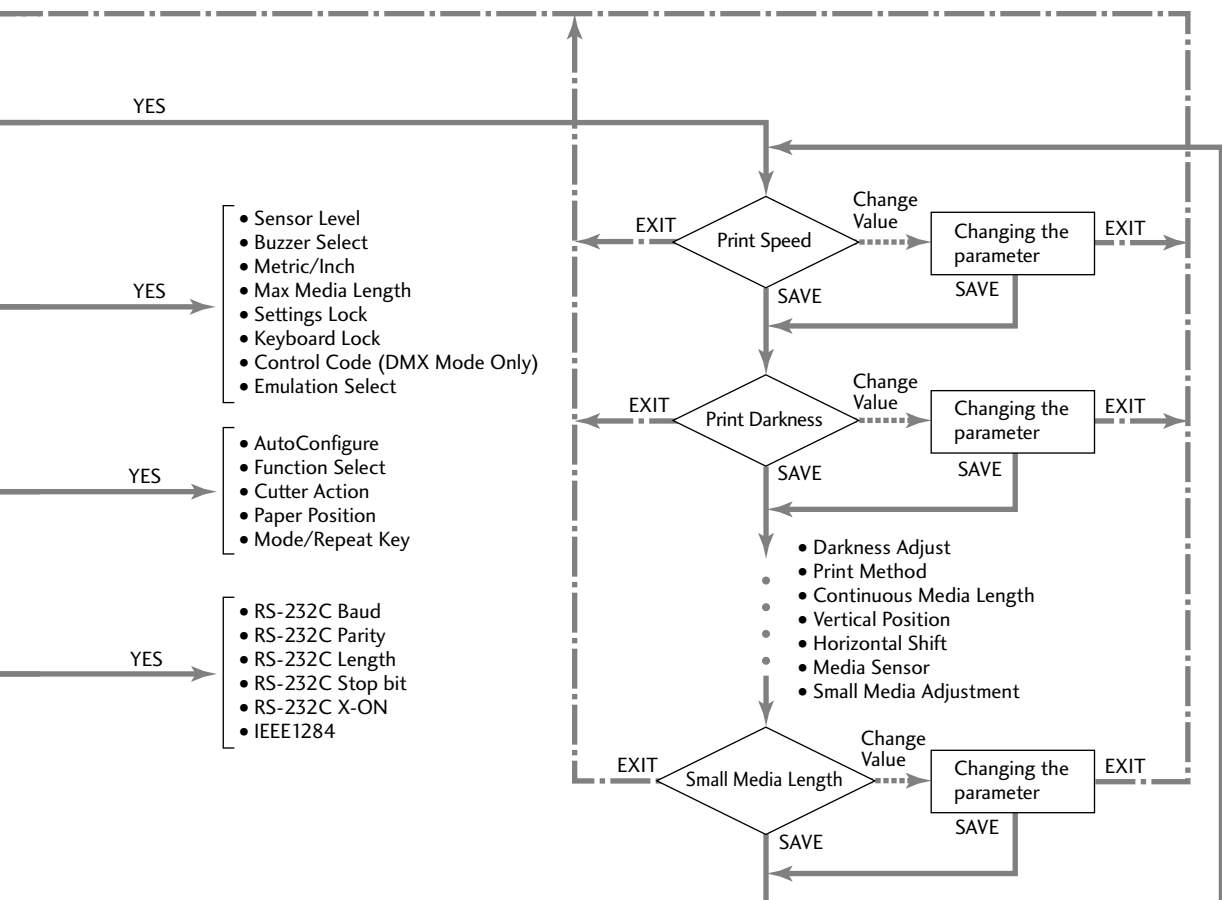 YES
Change
Value
EXIT
Print Speed
Changing the
parameter
EXIT
SAVE
SAVE
YES
• Sensor Level
• Buzzer Select
• Metric/Inch
• Max Media Length
• Settings Lock
• Keyboard Lock
• Control Code (DMX Mode Only)
• Emulation Select
Change
Value
EXIT
Print Darkness
Changing the
parameter
EXIT
SAVE
SAVE
YES
• AutoConfigure
• Function Select
• Cutter Action
• Paper Position
• Mode/Repeat Key
• Darkness Adjust
• Print Method
• Continuous Media Length
• Vertical Position
• Horizontal Shift
• Media Sensor
• Small Media Adjustment
YES
• RS-232C Baud
• RS-232C Parity
• RS-232C Length
• RS-232C Stop bit
• RS-232C X-ON
• IEEE1284
Change
Value
EXIT
Small Media Length
Changing the
parameter
EXIT
SAVE
SAVE